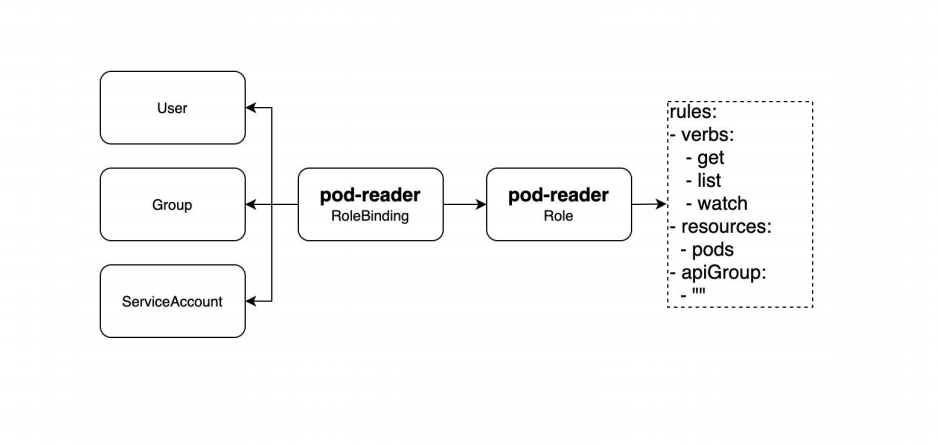 User
Group
ServiceAccount
pod-reader
RoleBinding
pod-reader
Role
rules:
- verbs:
- get
- list
- watch
- resources:
- pods
- apiGroup:
- ""